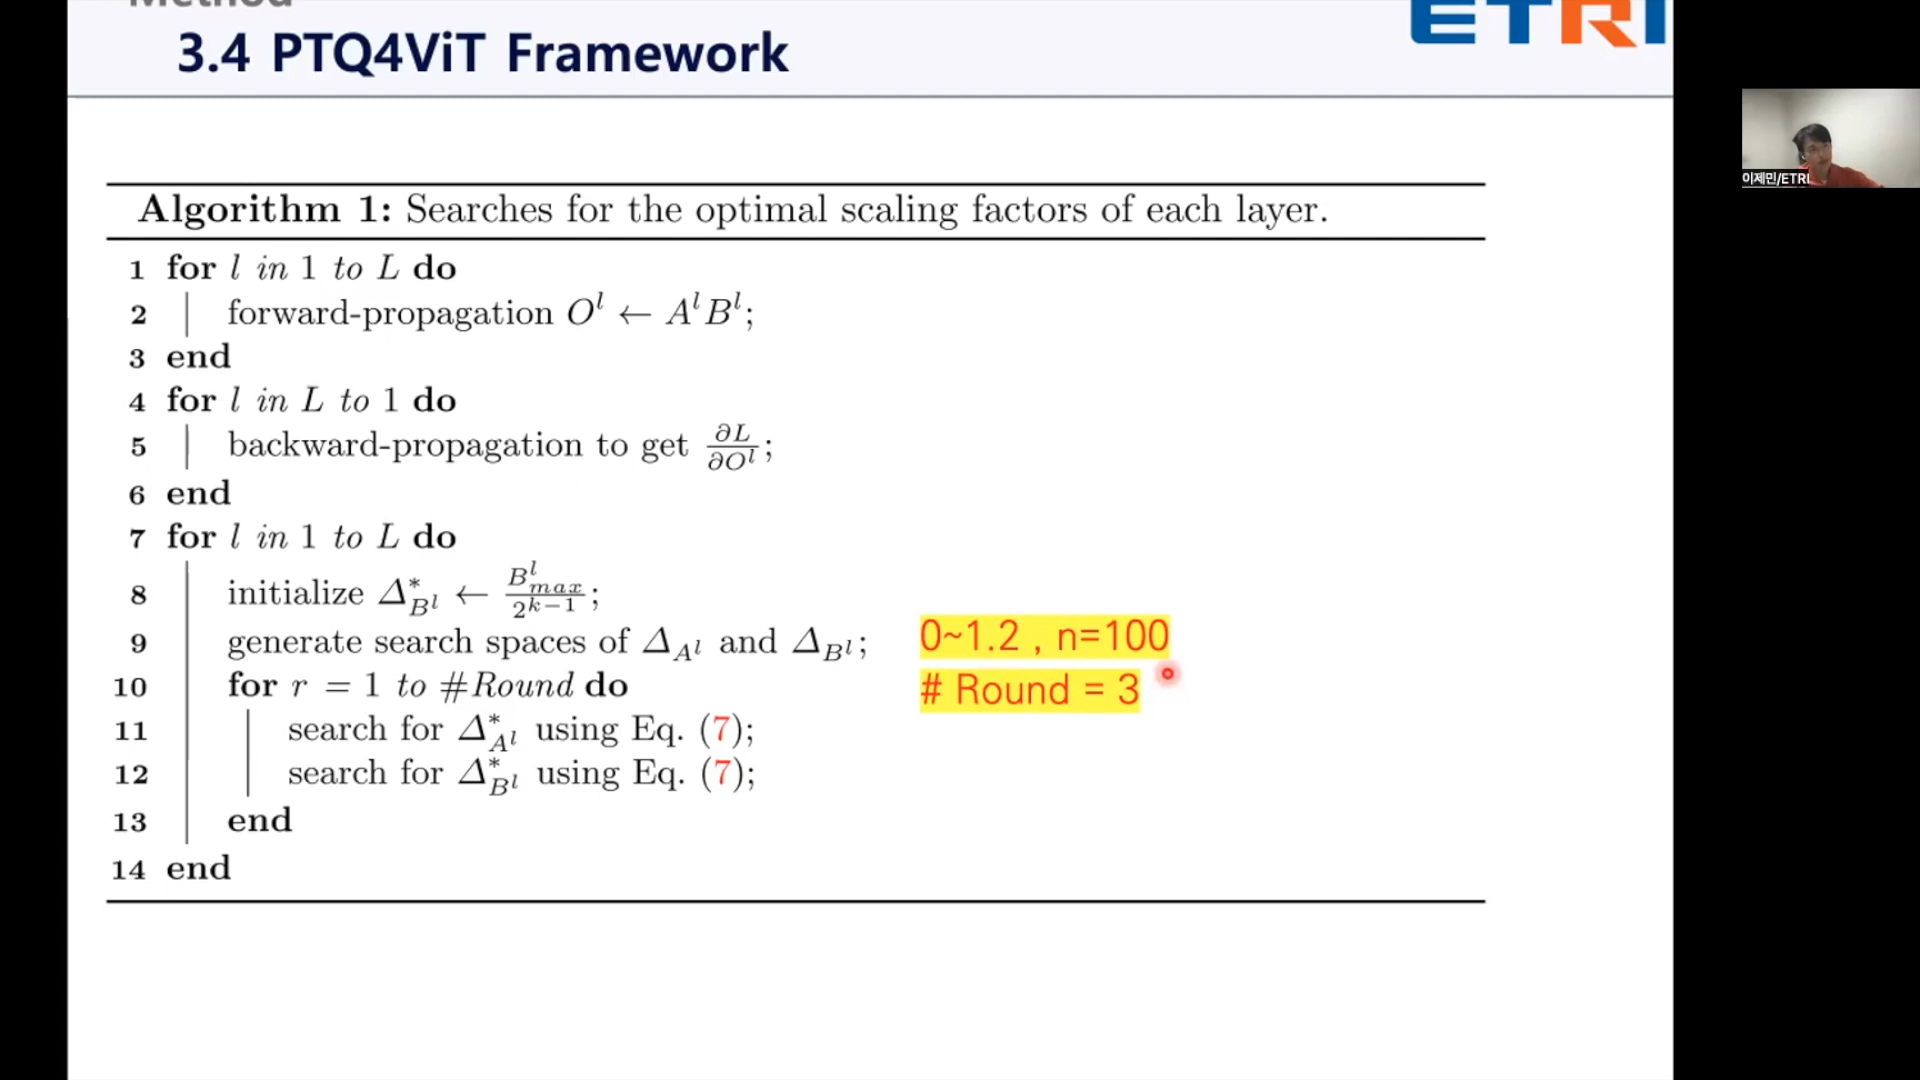 Method
ETRI
3.4 PTQ4ViT Framework
이제민/ETRI
Algorithm 1: Searches for the optimal scaling factors of each layer.
1 for l in 1 to L do
2 forward-propagation O^l ← A^l B^l;
3 end
4 for l in L to 1 do
5 backward-propagation to get ∂L/∂O^l;
6 end
7 for l in 1 to L do
8 initialize Δ*_{B^l} ← B^l_{max}/2^{k−1};
9 generate search spaces of Δ_{A^l} and Δ_{B^l};
0~1.2 , n=100
10 for r = 1 to #Round do
# Round = 3
11 search for Δ*_{A^l} using Eq. (7);
12 search for Δ*_{B^l} using Eq. (7);
13 end
14 end